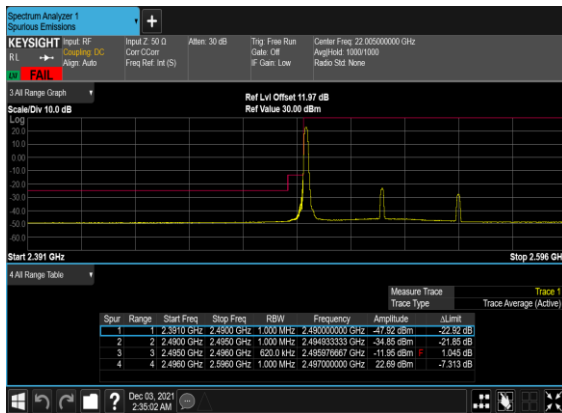 Spectrum Analyzer 1
Spurious Emissions
KEYSIGHT Input: RF Input Z: 50 Ω Atten: 30 dB Trig: Free Run Center Freq: 22.005000000 GHz
Coupling: DC Corr CCorr Gate: Off Avg|Hold: 1000/1000
RL Align: Auto Freq Ref: Int (S) IF Gain: Low Radio Std: None
FAIL
3 All Range Graph
Ref Lvl Offset 11.97 dB
Scale/Div 10.0 dB Ref Value 30.00 dBm
Log
20.0
10.0
0.00
-10.0
-20.0
-30.0
-40.0
-50.0
-60.0
Start 2.391 GHz Stop 2.596 GH
4 All Range Table
Measure Trace Trace 1
Trace Type Trace Average (Active)
Spur Range Start Freq Stop Freq RBW Frequency Amplitude ΔLimit
1 1 2.3910 GHz 2.4900 GHz 1.000 MHz 2.490000000 GHz -47.92 dBm -22.92 dB
2 2 2.4900 GHz 2.4950 GHz 1.000 MHz 2.494933333 GHz -34.85 dBm -21.85 dB
3 3 2.4950 GHz 2.4960 GHz 620.0 kHz 2.495976667 GHz -11.95 dBm F 1.045 dB
4 4 2.4960 GHz 2.5960 GHz 1.000 MHz 2.497000000 GHz 22.69 dBm -7.313 dB
? Dec 03, 2021
2:35:02 AM